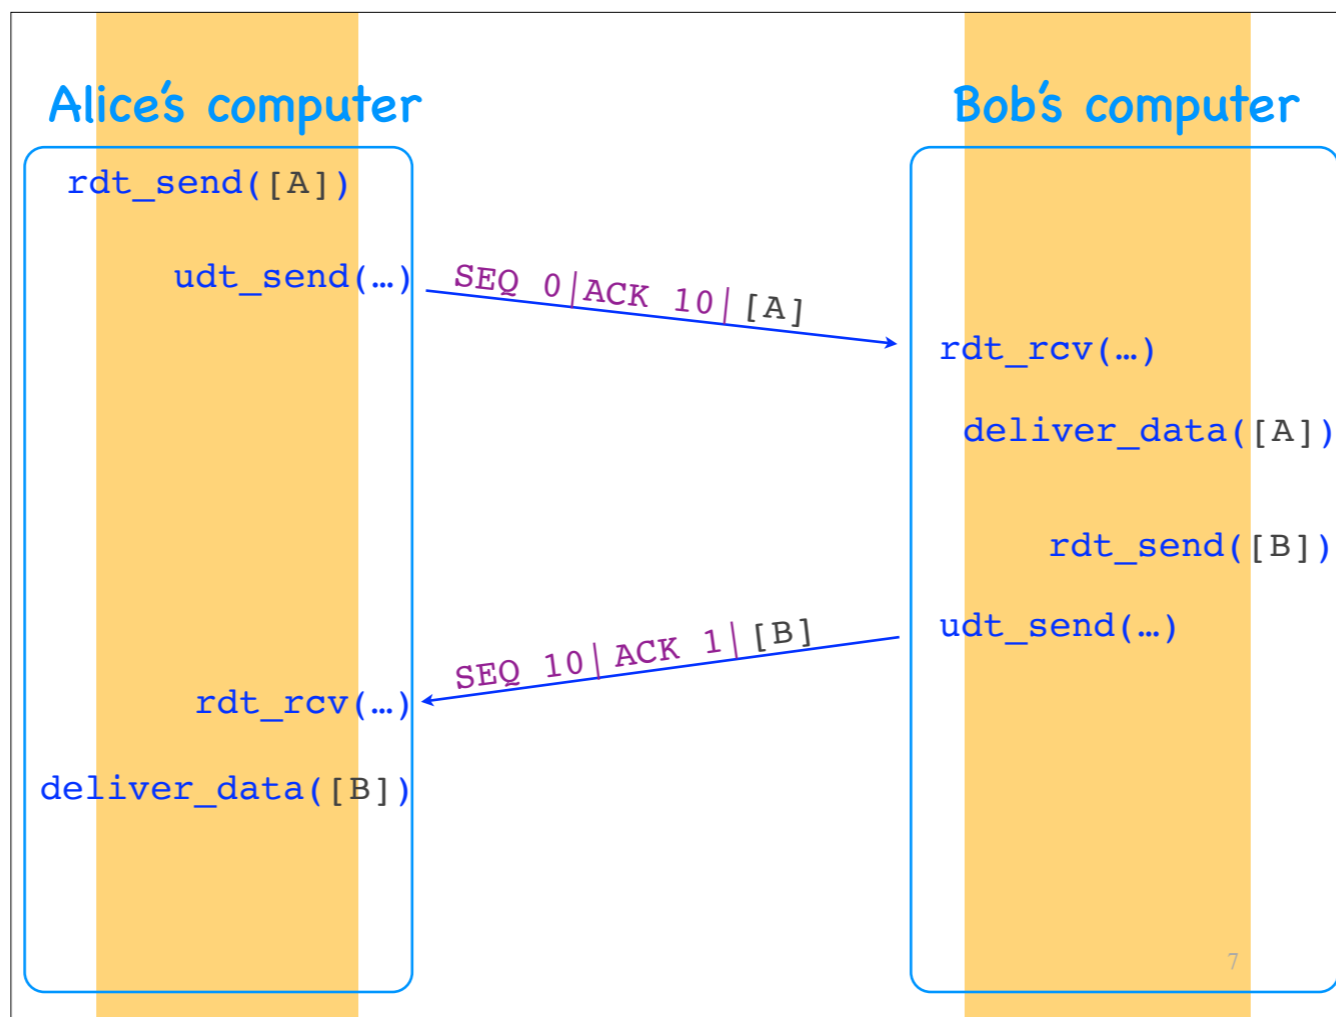 Alice's computer
Bob's computer
rdt_send([A])
udt_send(…)
SEQ 0|ACK 10| [A]
rdt_rcv(…)
deliver_data([A])
rdt_send([B])
udt_send(…)
SEQ 10| ACK 1| [B]
rdt_rcv(…)
deliver_data([B])
7